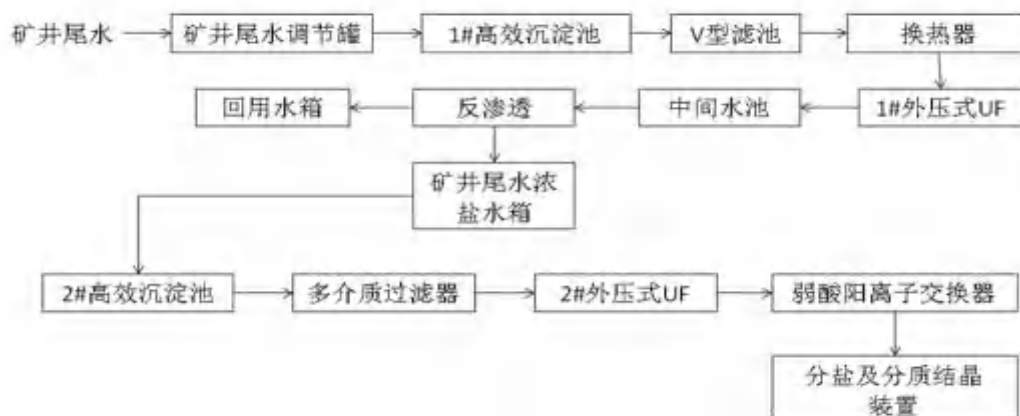 矿井尾水
矿井尾水调节罐
1#高效沉淀池
V型滤池
换热器
回用水箱
反渗透
中间水池
1#外压式UF
矿井尾水浓
盐水箱
2#高效沉淀池
多介质过滤器
2#外压式UF
弱酸阳离子交换器
分盐及分质结晶
装置